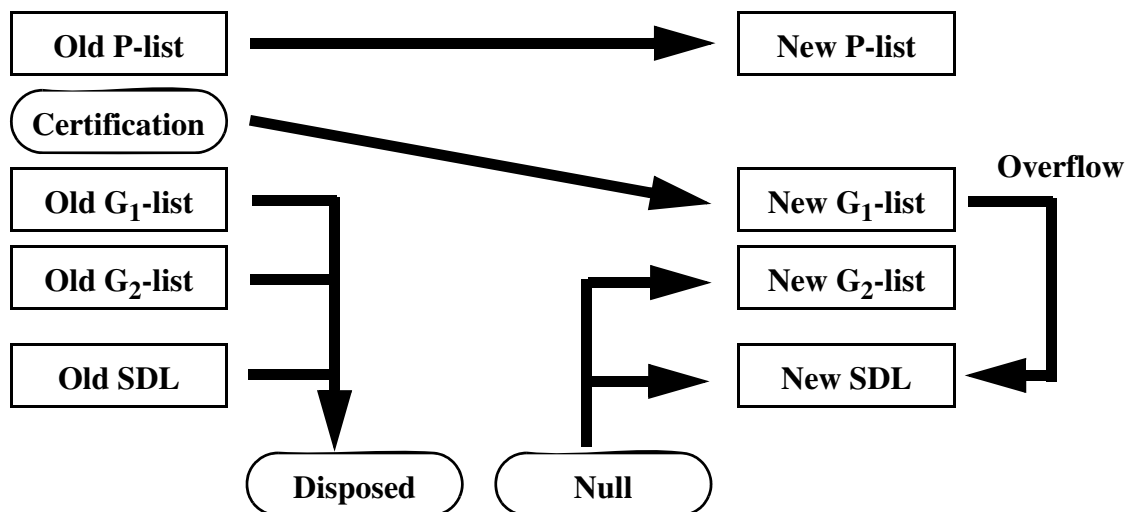 Old P-list
New P-list
Certification
Overflow
Old G₁-list
New G₁-list
Old G₂-list
New G₂-list
Old SDL
New SDL
Disposed
Null